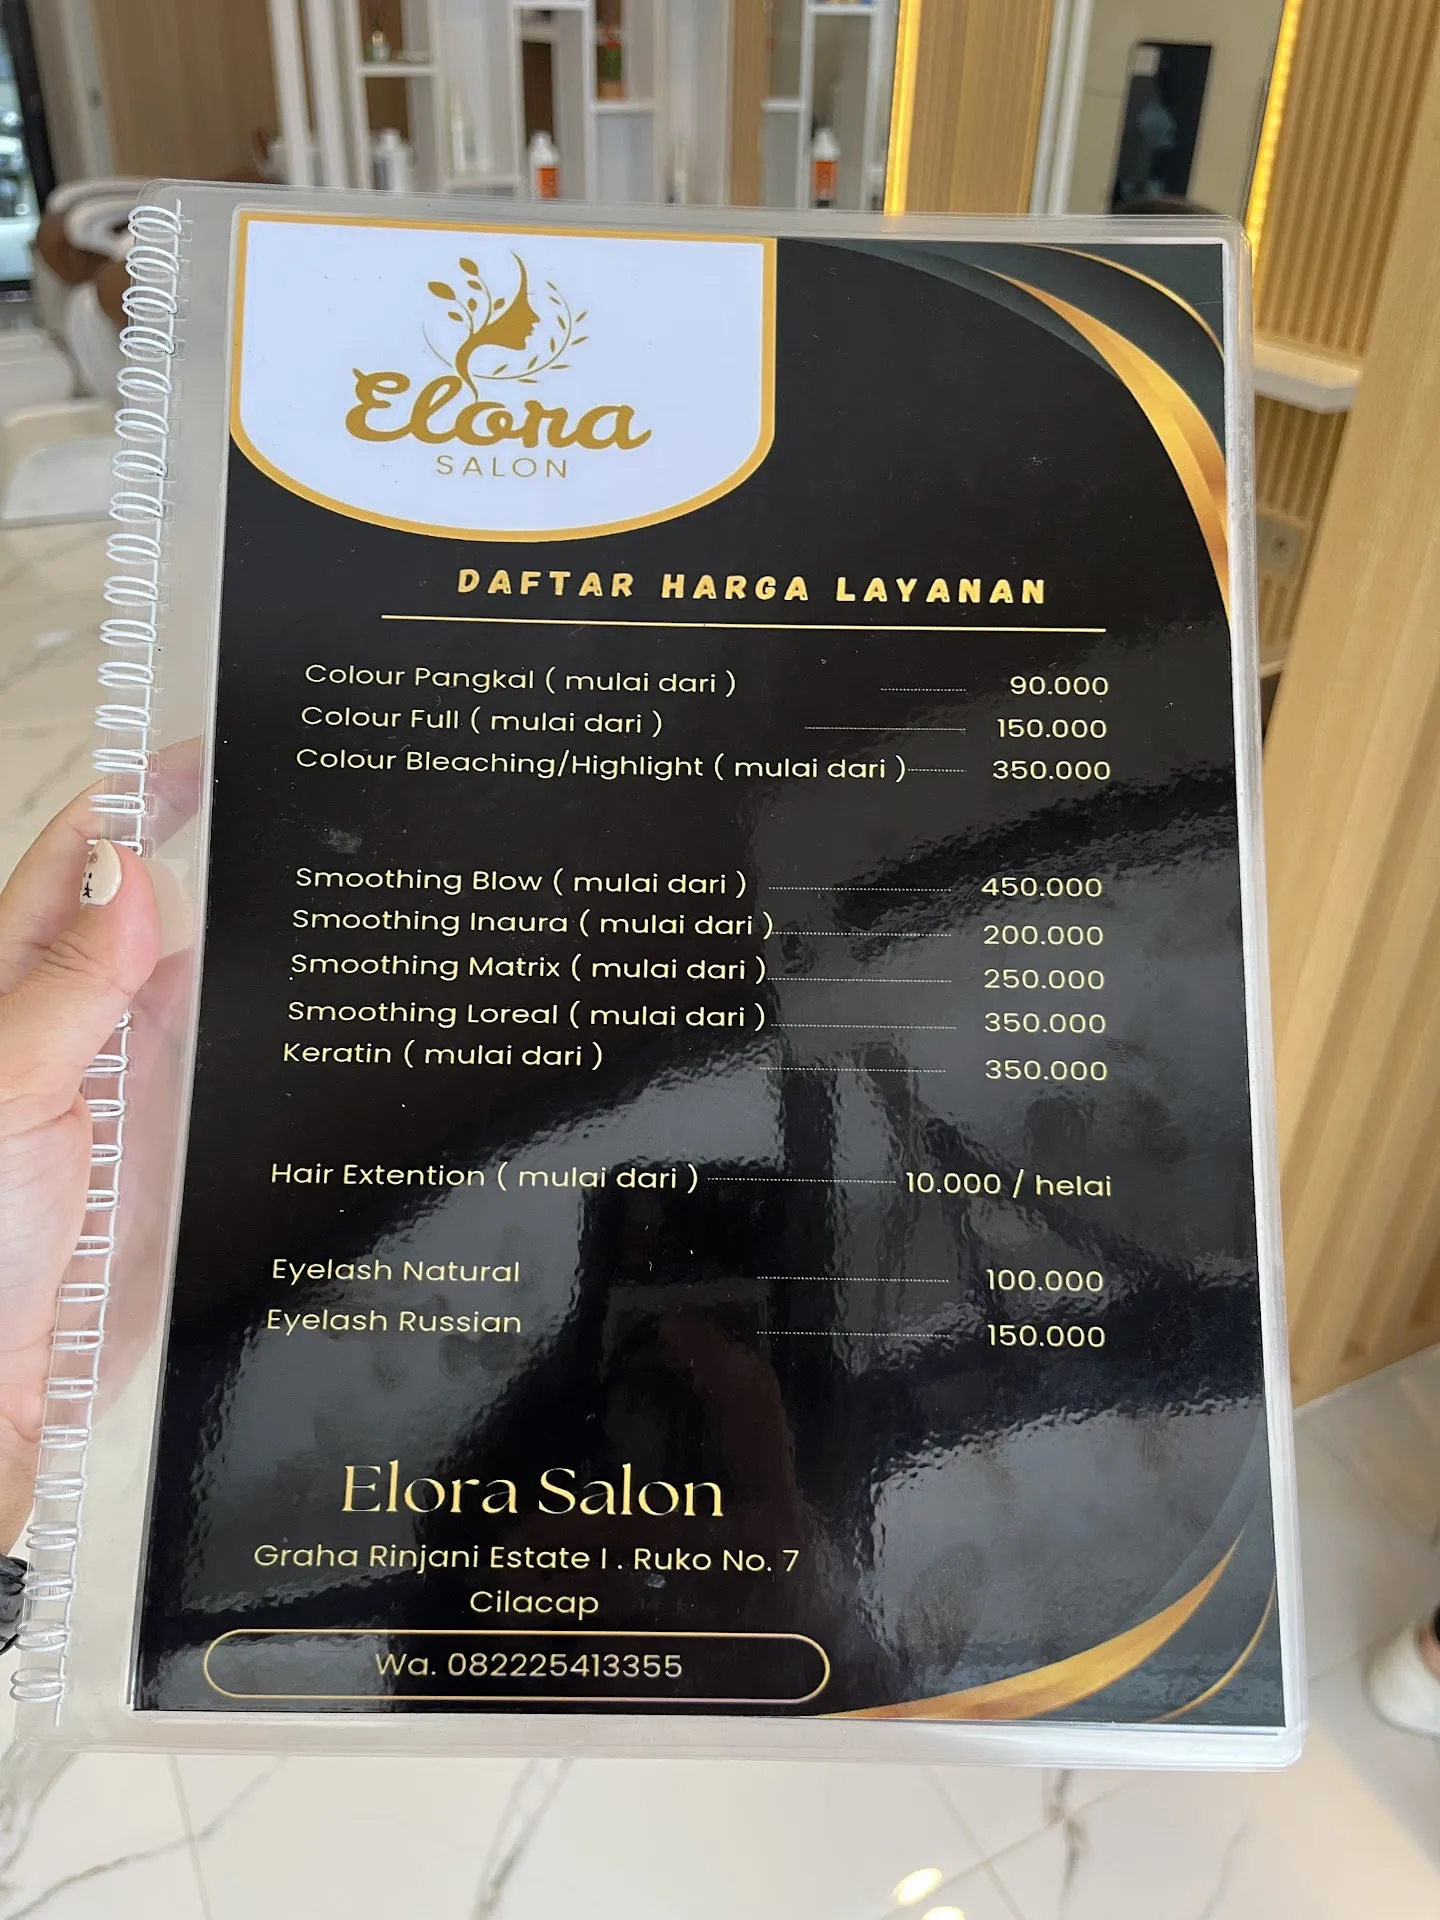 Elora
SALON
DAFTAR HARGA LAYANAN
Colour Pangkal ( mulai dari ) 90.000
Colour Full ( mulai dari ) 150.000
Colour Bleaching/Highlight ( mulai dari ) 350.000
Smoothing Blow ( mulai dari ) 450.000
Smoothing Inaura ( mulai dari ) 200.000
Smoothing Matrix ( mulai dari ) 250.000
Smoothing Loreal ( mulai dari ) 350.000
Keratin ( mulai dari ) 350.000
Hair Extention ( mulai dari ) 10.000 / helai
Eyelash Natural 100.000
Eyelash Russian 150.000
Elora Salon
Graha Rinjani Estate I . Ruko No. 7
Cilacap
Wa. 082225413355